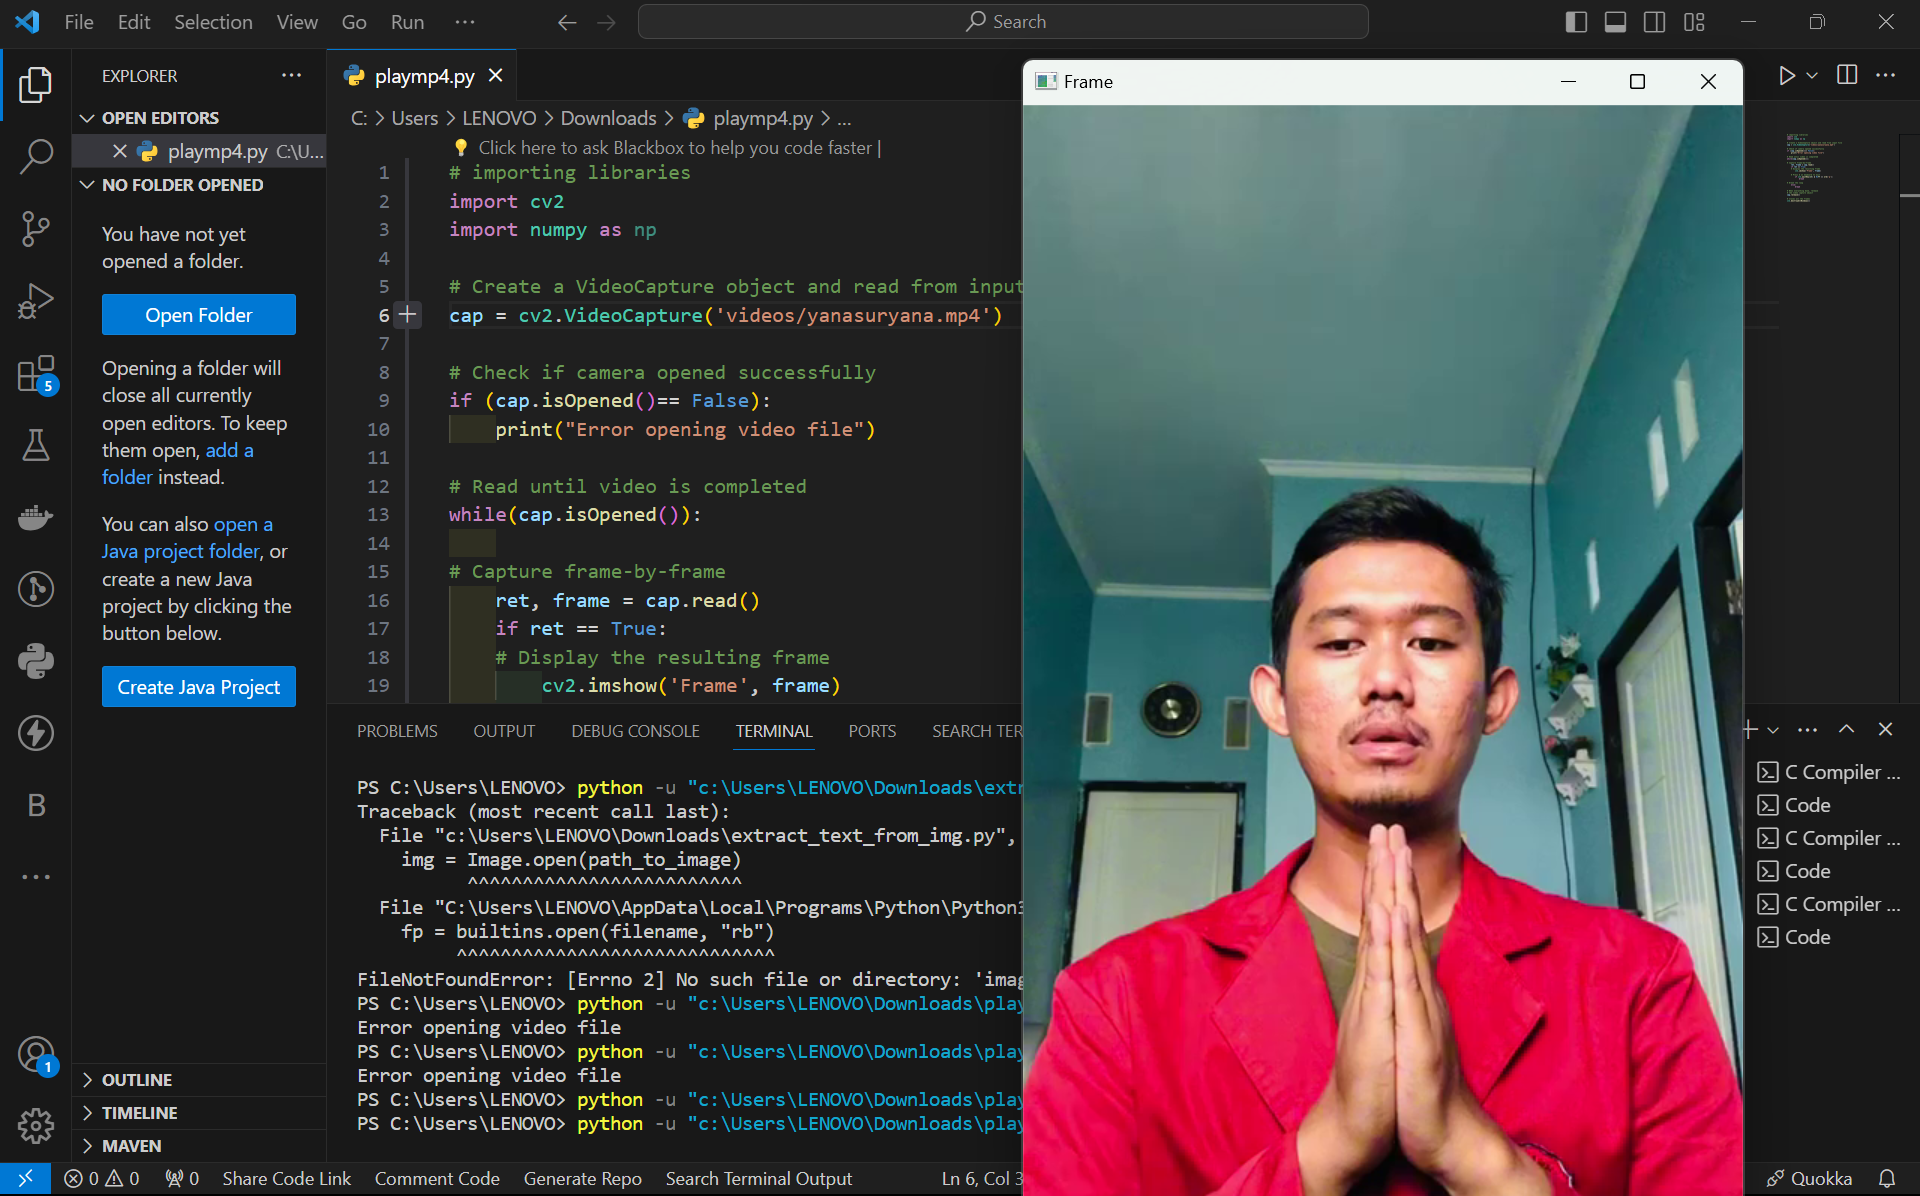 File Edit Selection View Go Run ... Search
EXPLORER ...
OPEN EDITORS
playmp4.py C:\U...
NO FOLDER OPENED
You have not yet
opened a folder.
Open Folder
Opening a folder will
close all currently
open editors. To keep
them open, add a
folder instead.
You can also open a
Java project folder, or
create a new Java
project by clicking the
button below.
Create Java Project
OUTLINE
TIMELINE
MAVEN
5
B
1
playmp4.py
C: > Users > LENOVO > Downloads > playmp4.py > ...
Click here to ask Blackbox to help you code faster |
1 # importing libraries
2 import cv2
3 import numpy as np
4
5 # Create a VideoCapture object and read from input
6 cap = cv2.VideoCapture('videos/yanasuryana.mp4')
7
8 # Check if camera opened successfully
9 if (cap.isOpened()== False):
10 print("Error opening video file")
11
12 # Read until video is completed
13 while(cap.isOpened()):
14
15 # Capture frame-by-frame
16 ret, frame = cap.read()
17 if ret == True:
18 # Display the resulting frame
19 cv2.imshow('Frame', frame)
Frame
PROBLEMS OUTPUT DEBUG CONSOLE TERMINAL PORTS SEARCH TER
PS C:\Users\LENOVO> python -u "c:\Users\LENOVO\Downloads\extr
Traceback (most recent call last):
File "c:\Users\LENOVO\Downloads\extract_text_from_img.py",
img = Image.open(path_to_image)
^^^^^^^^^^^^^^^^^^^^^^^^^
File "C:\Users\LENOVO\AppData\Local\Programs\Python\Python3
fp = builtins.open(filename, "rb")
^^^^^^^^^^^^^^^^^^^^^^^^^^^^^
FileNotFoundError: [Errno 2] No such file or directory: 'imag
PS C:\Users\LENOVO> python -u "c:\Users\LENOVO\Downloads\play
Error opening video file
PS C:\Users\LENOVO> python -u "c:\Users\LENOVO\Downloads\play
Error opening video file
PS C:\Users\LENOVO> python -u "c:\Users\LENOVO\Downloads\play
PS C:\Users\LENOVO> python -u "c:\Users\LENOVO\Downloads\play
C Compiler ...
Code
C Compiler ...
Code
C Compiler ...
Code
0 0 0 Share Code Link Comment Code Generate Repo Search Terminal Output Ln 6, Col 3 Quokka